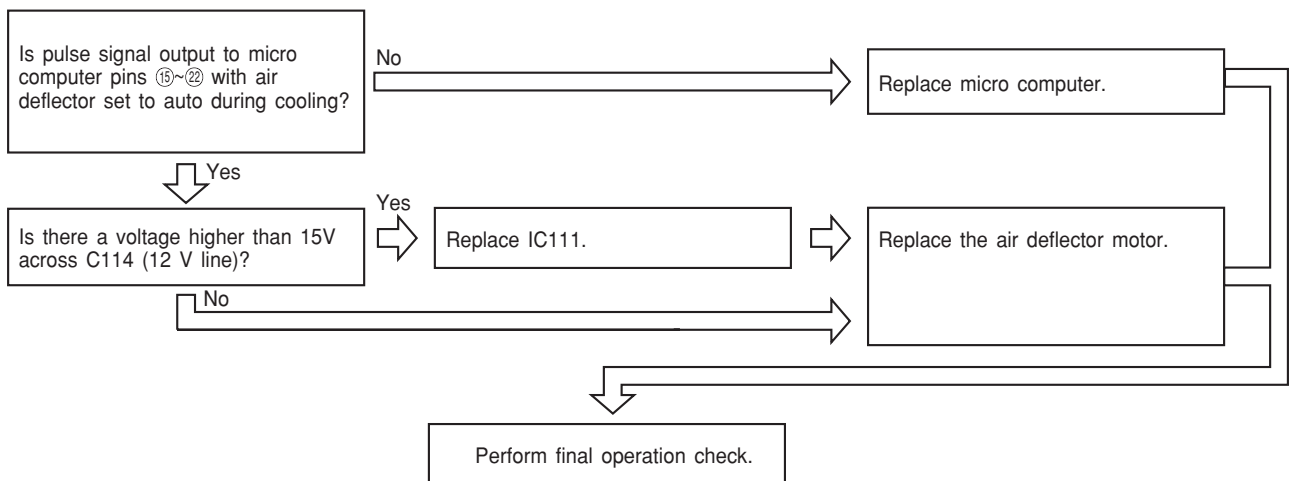 Is pulse signal output to micro
computer pins ⑮~㉒ with air
deflector set to auto during cooling?
No
Replace micro computer.
Yes
Is there a voltage higher than 15V
across C114 (12 V line)?
Yes
Replace IC111.
Replace the air deflector motor.
No
Perform final operation check.